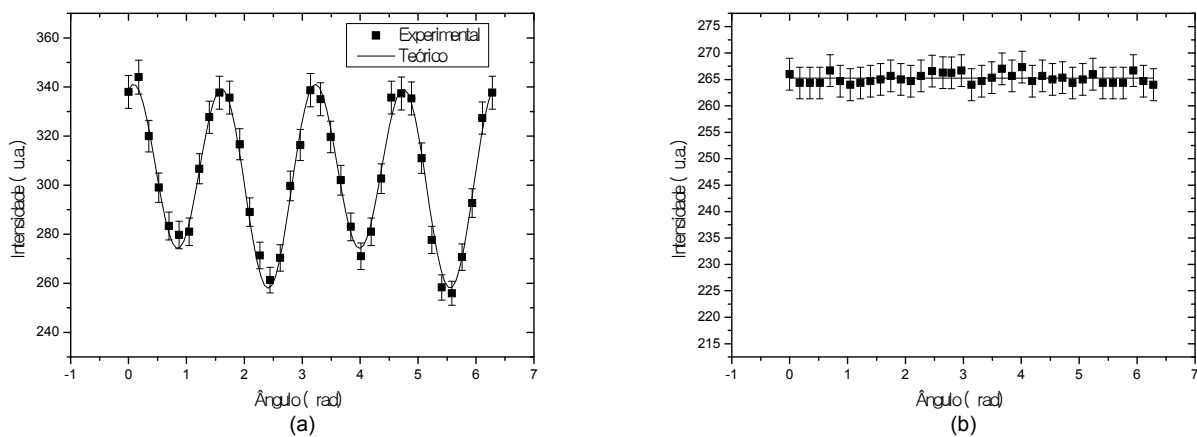 360
340
320
300
280
260
240
-1 0 1 2 3 4 5 6 7
Intensidade ( u.a.)
Ângulo ( rad)
Experimental
Teórico
(a)
275
270
265
260
255
250
245
240
235
230
225
220
215
-1 0 1 2 3 4 5 6 7
Intensidade ( u.a.)
Ângulo ( rad)
(b)